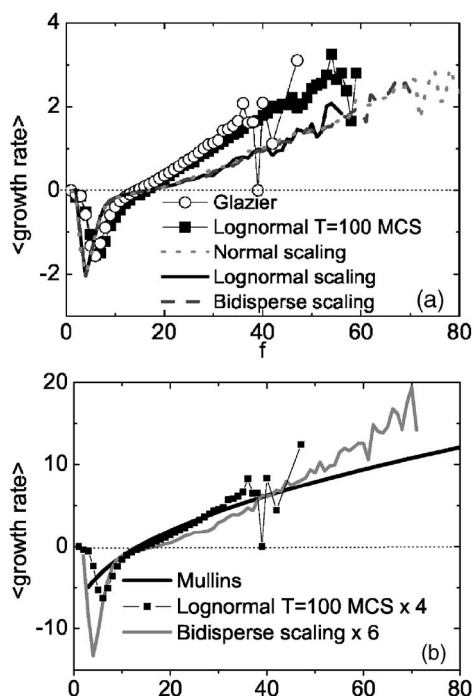 4
2
0
-2
<growth rate>
Glazier
Lognormal T=100 MCS
Normal scaling
Lognormal scaling
Bidisperse scaling
(a)
0 20 40 60 80
f
20
10
0
-10
<growth rate>
Mullins
Lognormal T=100 MCS x 4
Bidisperse scaling x 6
(b)
0 20 40 60 80